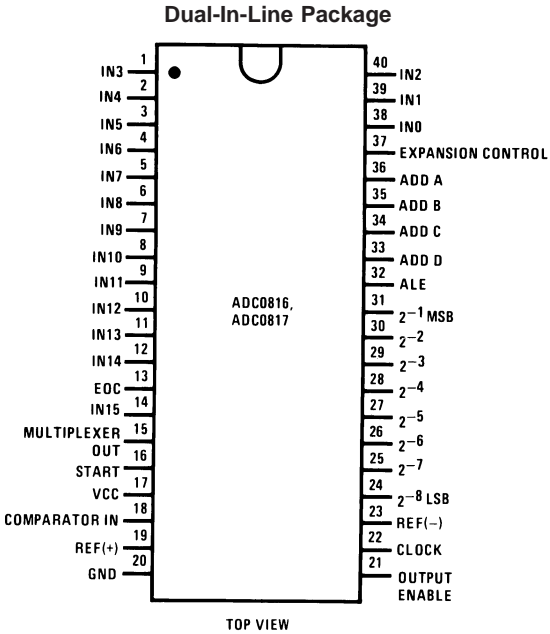 Dual-In-Line Package
1
IN3
2
IN4
3
IN5
4
IN6
5
IN7
6
IN8
7
IN9
8
IN10
9
IN11
10
IN12
11
IN13
12
IN14
13
EOC
14
IN15
15
MULTIPLEXER
OUT
16
START
17
VCC
18
COMPARATOR IN
19
REF(+)
20
GND
ADC0816,
ADC0817
40
IN2
39
IN1
38
IN0
37
EXPANSION CONTROL
36
ADD A
35
ADD B
34
ADD C
33
ADD D
32
ALE
31
2−1 MSB
30
2−2
29
2−3
28
2−4
27
2−5
26
2−6
25
2−7
24
2−8 LSB
23
REF(−)
22
CLOCK
21
OUTPUT
ENABLE
TOP VIEW